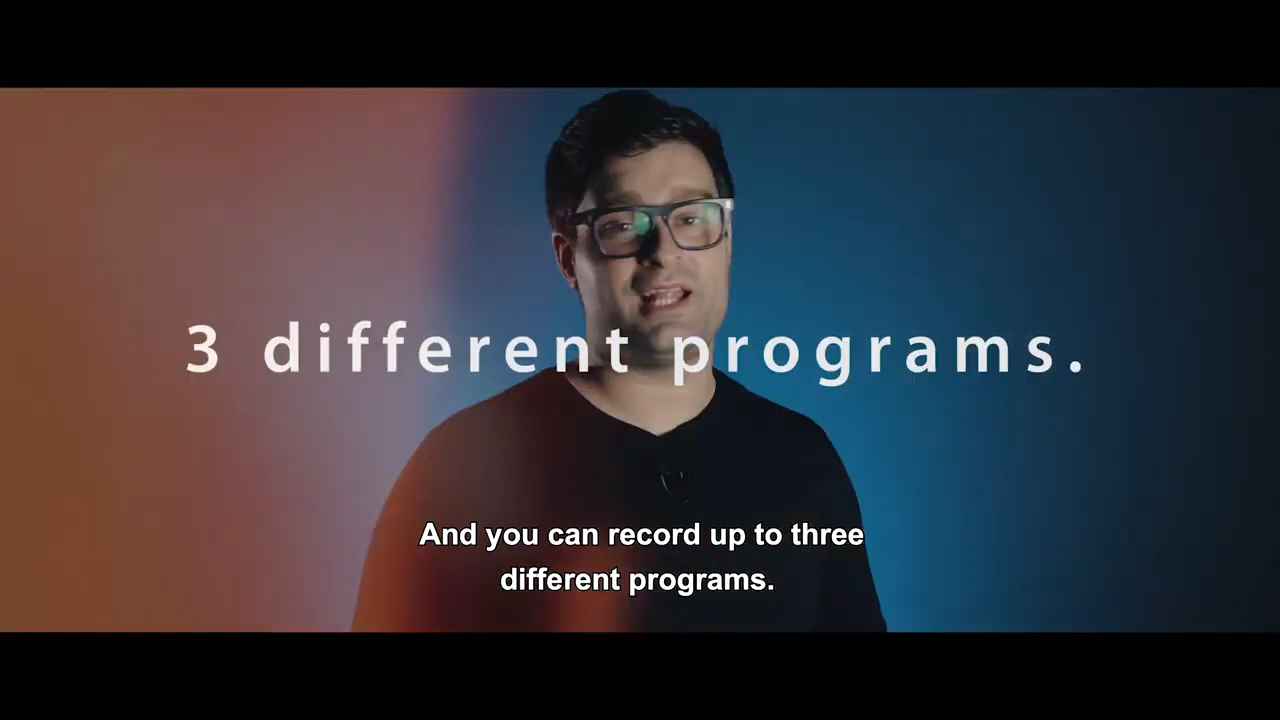 3 different programs.
And you can record up to three
different programs.